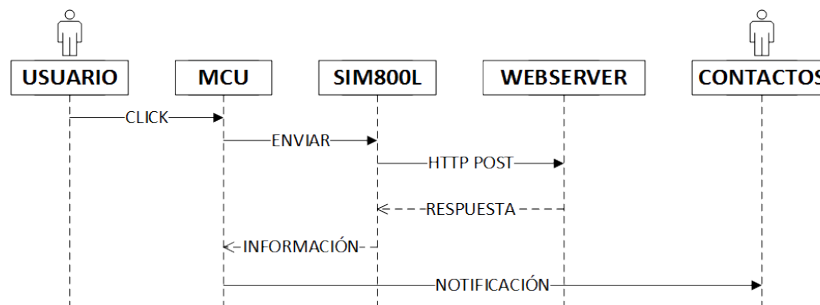 USUARIO
MCU
SIM800L
WEBSERVER
CONTACTOS
CLICK
ENVIAR
HTTP POST
RESPUESTA
INFORMACIÓN
NOTIFICACIÓN